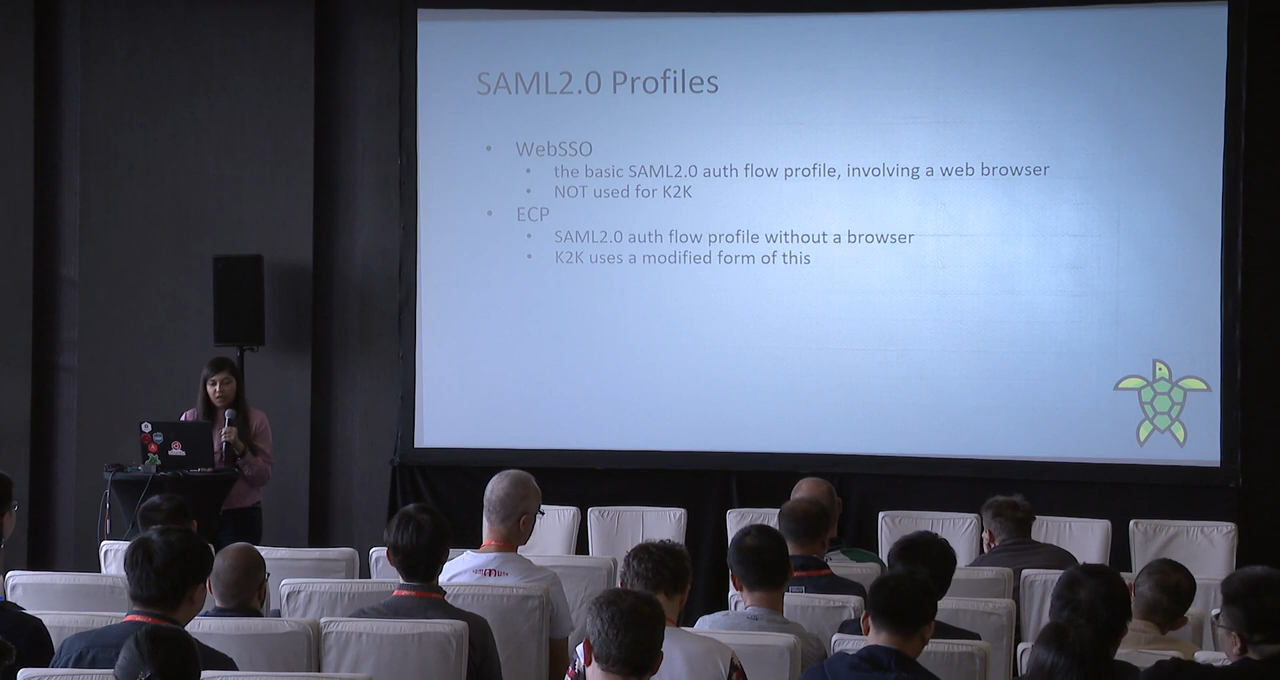 SAML2.0 Profiles
• WebSSO
• the basic SAML2.0 auth flow profile, involving a web browser
• NOT used for K2K
• ECP
• SAML2.0 auth flow profile without a browser
• K2K uses a modified form of this